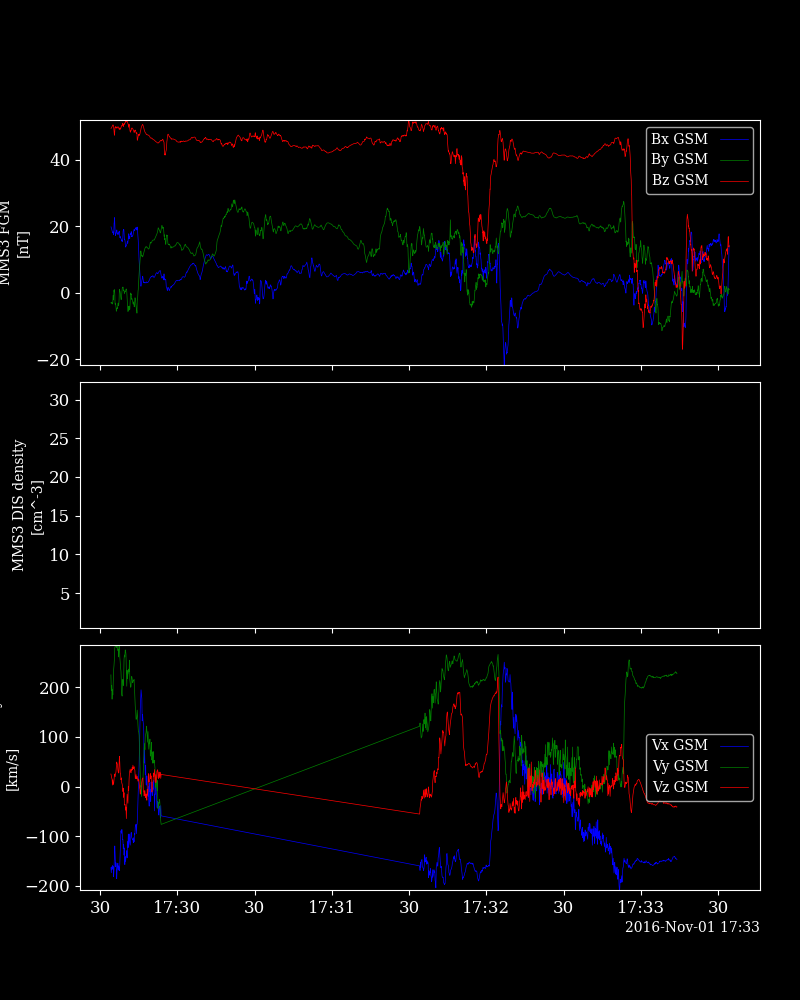 40
20
0
−20
MMS3 FGM
[nT]
Bx GSM
By GSM
Bz GSM
30
25
20
15
10
5
MMS3 DIS density
[cm^-3]
200
100
0
−100
−200
[km/s]
Vx GSM
Vy GSM
Vz GSM
30 17:30 30 17:31 30 17:32 30 17:33 30
2016-Nov-01 17:33